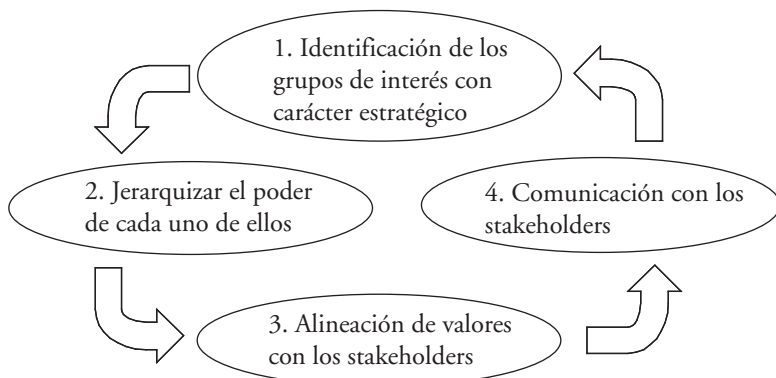 1. Identificación de los
grupos de interés con
carácter estratégico
2. Jerarquizar el poder
de cada uno de ellos
3. Alineación de valores
con los stakeholders
4. Comunicación con los
stakeholders